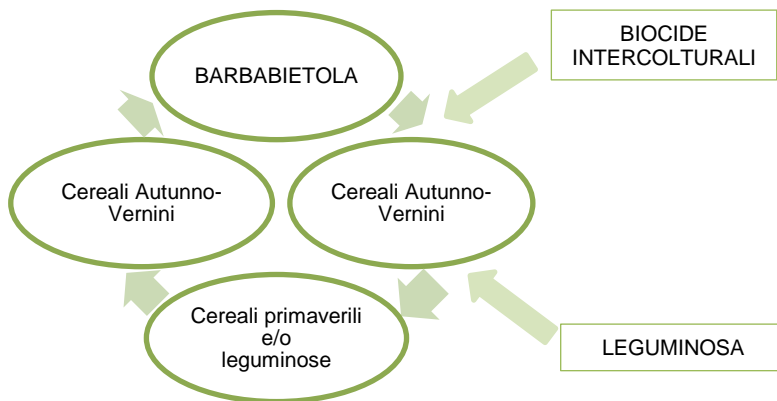 BARBABIETOLA
BIOCIDE
INTERCOLTURALI
Cereali Autunno-
Vernini
Cereali Autunno-
Vernini
Cereali primaverili
e/o
leguminose
LEGUMINOSA